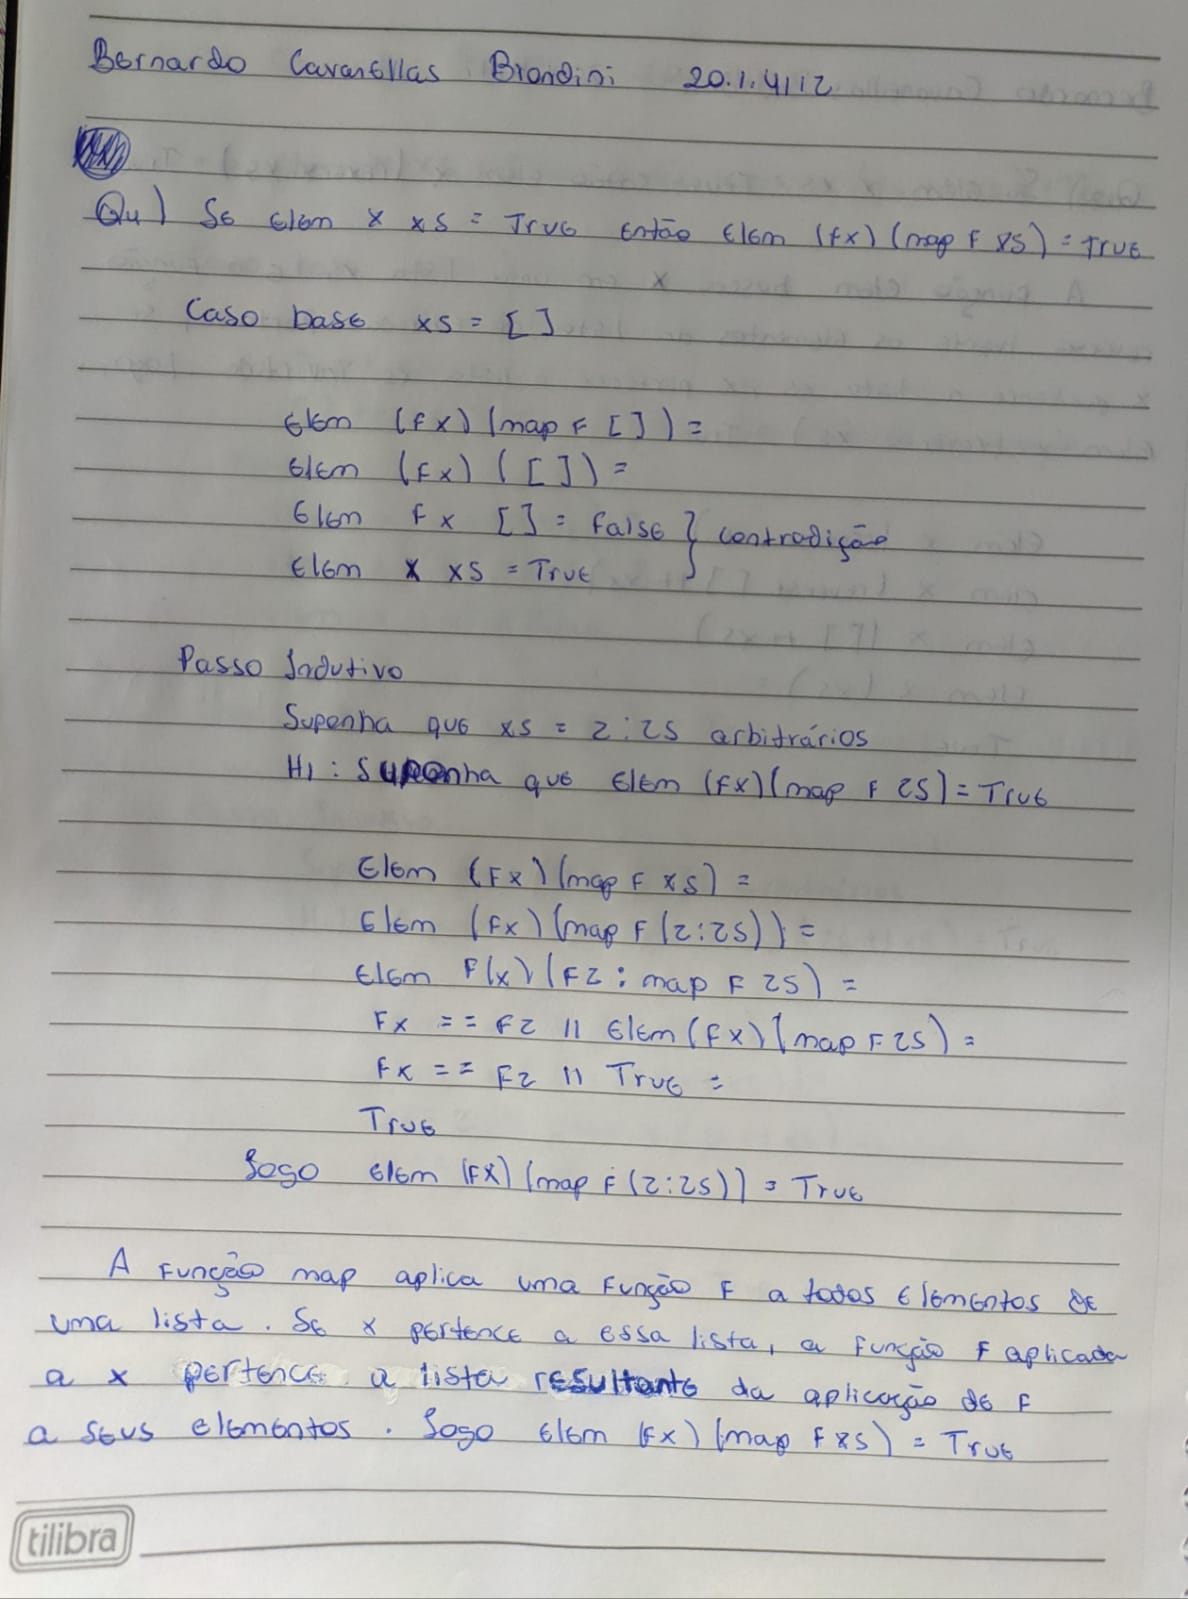 Bernardo Cavanellas Biondini 20.1.4112
Qu) Se elem x xs = True então elem (fx) (map f xs) = True
Caso base xs = []
elem (fx) (map f []) =
elem (fx) ([]) =
elem fx [] = false } contradição
elem x xs = True
Passo Indutivo
Suponha que xs = z:zs arbitrários
HI: Suponha que elem (fx)(map f zs) = True
elem (fx) (map f xs) =
elem (fx) (map f (z:zs)) =
elem f(x) (fz : map f zs) =
fx == fz || elem (fx) (map f zs) =
fx == fz || True =
True
Logo elem (fx) (map f (z:zs)) = True
A função map aplica uma função f a todos elementos de
uma lista. Se x pertence a essa lista, a função f aplicada
a x pertence a lista resultante da aplicação de f
a seus elementos. Logo elem (fx) (map f xs) = True
tilibra